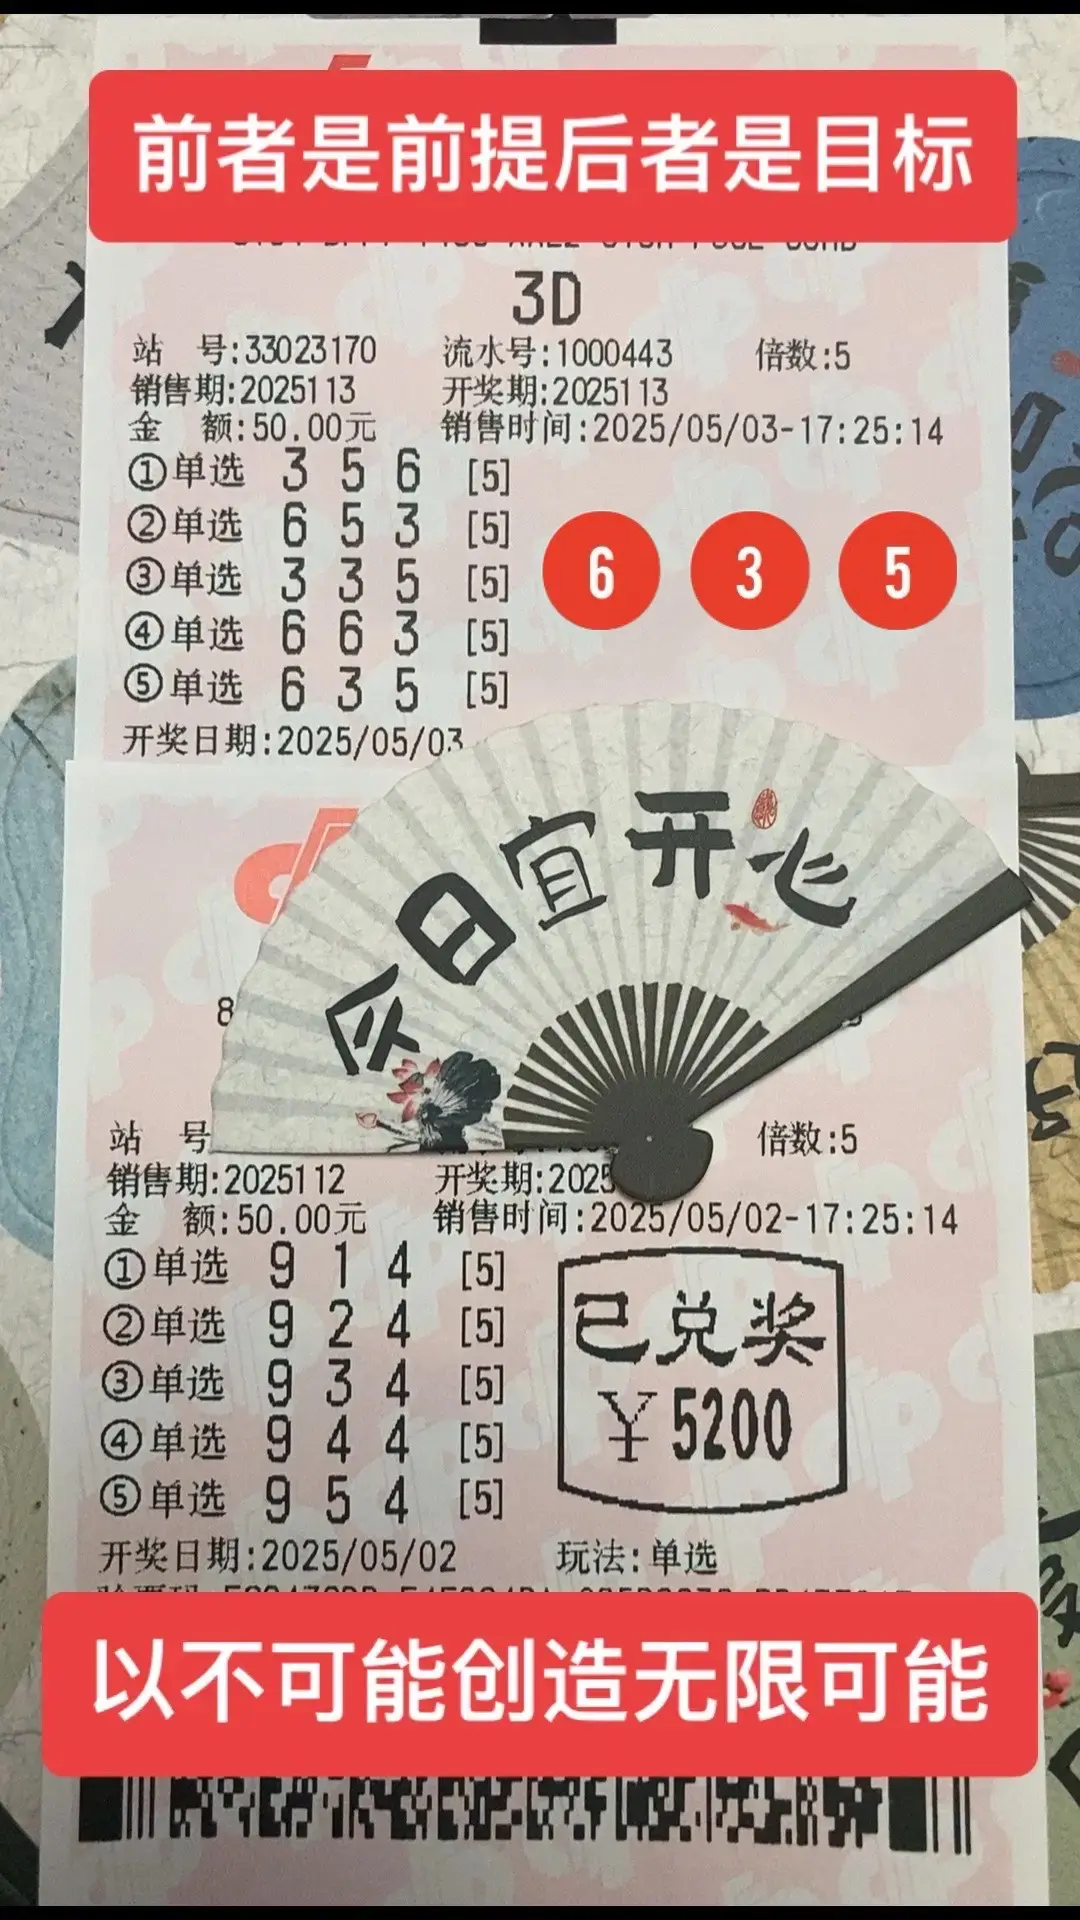 前者是前提后者是目标
3D
站 号:33023170 流水号:1000443 倍数:5
销售期:2025113 开奖期:2025113
金 额:50.00元 销售时间:2025/05/03-17:25:14
①单选 3 5 6 [5]
②单选 6 5 3 [5]
③单选 3 3 5 [5]
④单选 6 6 3 [5]
⑤单选 6 3 5 [5]
6 3 5
开奖日期:2025/05/03
今日宜开心
站 号 倍数:5
销售期:2025112 开奖期:2025
金 额:50.00元 销售时间:2025/05/02-17:25:14
①单选 9 1 4 [5]
②单选 9 2 4 [5]
③单选 9 3 4 [5]
④单选 9 4 4 [5]
⑤单选 9 5 4 [5]
已兑奖
¥5200
开奖日期:2025/05/02 玩法:单选
以不可能创造无限可能